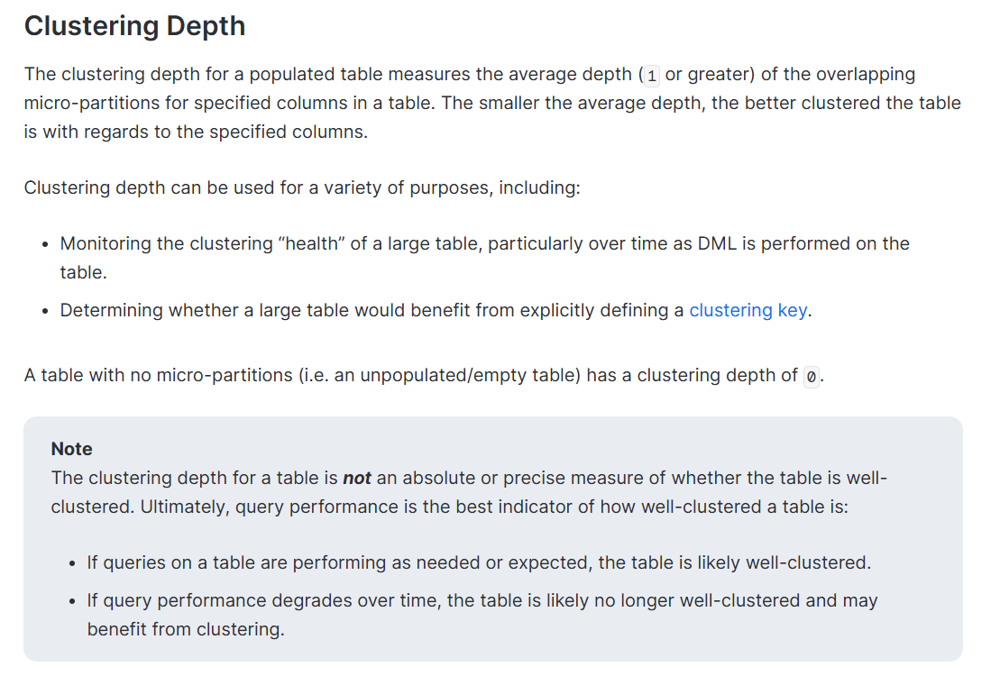 Clustering Depth
The clustering depth for a populated table measures the average depth (1 or greater) of the overlapping
micro-partitions for specified columns in a table. The smaller the average depth, the better clustered the table
is with regards to the specified columns.
Clustering depth can be used for a variety of purposes, including:
• Monitoring the clustering “health” of a large table, particularly over time as DML is performed on the
table.
• Determining whether a large table would benefit from explicitly defining a clustering key.
A table with no micro-partitions (i.e. an unpopulated/empty table) has a clustering depth of 0.
Note
The clustering depth for a table is not an absolute or precise measure of whether the table is well-
clustered. Ultimately, query performance is the best indicator of how well-clustered a table is:
• If queries on a table are performing as needed or expected, the table is likely well-clustered.
• If query performance degrades over time, the table is likely no longer well-clustered and may
benefit from clustering.